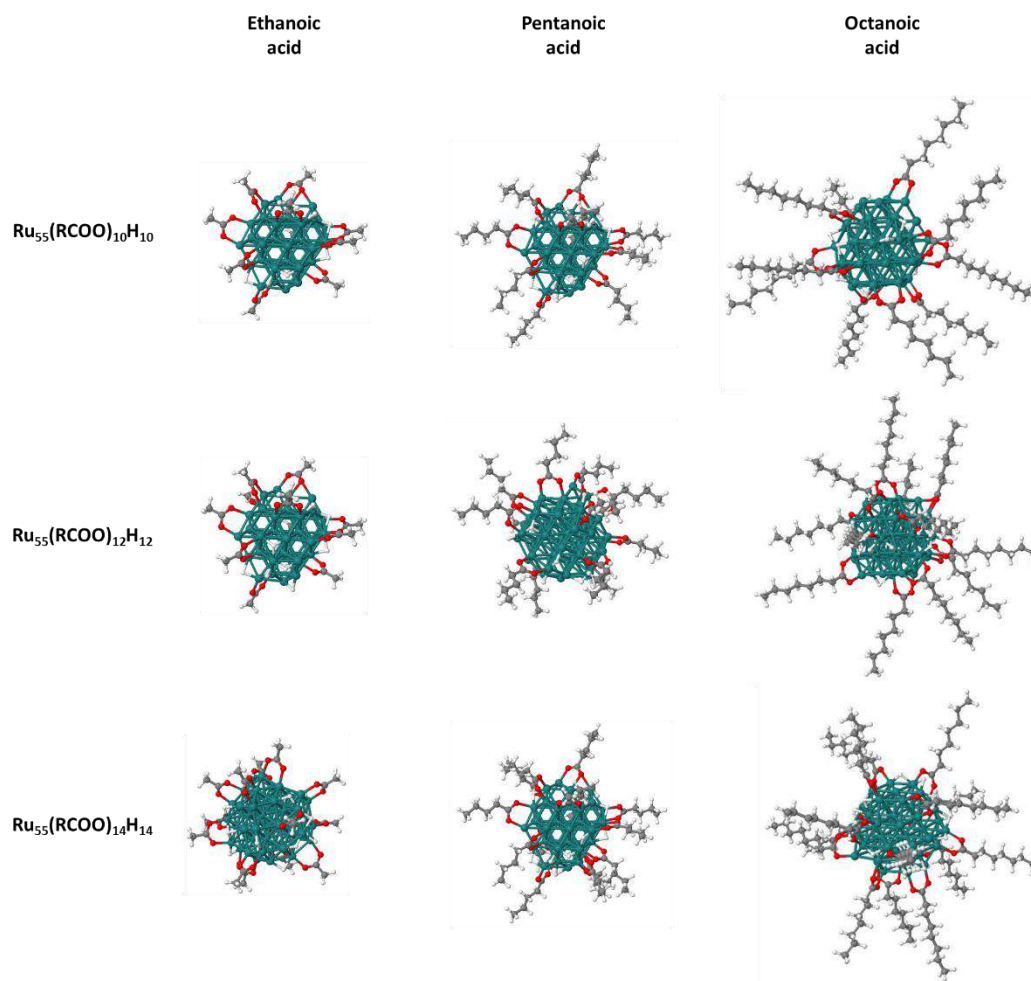 Ethanoic
acid
Pentanoic
acid
Octanoic
acid
Ru₅₅(RCOO)₁₀H₁₀
Ru₅₅(RCOO)₁₂H₁₂
Ru₅₅(RCOO)₁₄H₁₄